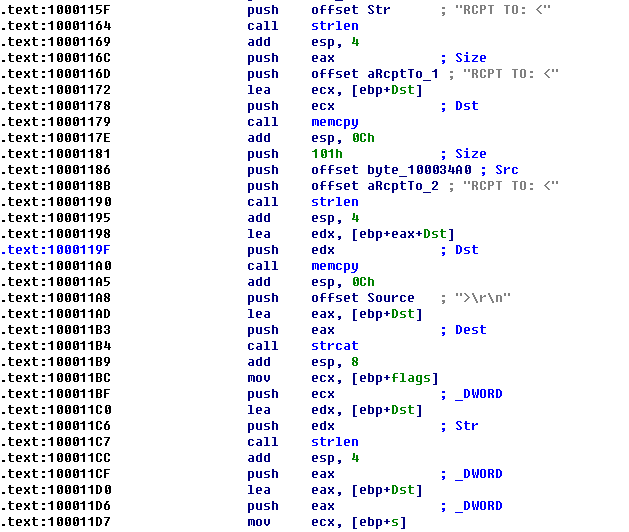 .text:1000115F push offset Str ; "RCPT TO: <"
.text:10001164 call strlen
.text:10001169 add esp, 4
.text:1000116C push eax ; Size
.text:1000116D push offset aRcptTo_1 ; "RCPT TO: <"
.text:10001172 lea ecx, [ebp+Dst]
.text:10001178 push ecx ; Dst
.text:10001179 call memcpy
.text:1000117E add esp, 0Ch
.text:10001181 push 101h ; Size
.text:10001186 push offset byte_100034A0 ; Src
.text:1000118B push offset aRcptTo_2 ; "RCPT TO: <"
.text:10001190 call strlen
.text:10001195 add esp, 4
.text:10001198 lea edx, [ebp+eax+Dst]
.text:1000119F push edx ; Dst
.text:100011A0 call memcpy
.text:100011A5 add esp, 0Ch
.text:100011A8 push offset Source ; ">\r\n"
.text:100011AD lea eax, [ebp+Dst]
.text:100011B3 push eax ; Dest
.text:100011B4 call strcat
.text:100011B9 add esp, 8
.text:100011BC mov ecx, [ebp+flags]
.text:100011BF push ecx ; _DWORD
.text:100011C0 lea edx, [ebp+Dst]
.text:100011C6 push edx ; Str
.text:100011C7 call strlen
.text:100011CC add esp, 4
.text:100011CF push eax ; _DWORD
.text:100011D0 lea eax, [ebp+Dst]
.text:100011D6 push eax ; _DWORD
.text:100011D7 mov ecx, [ebp+s]